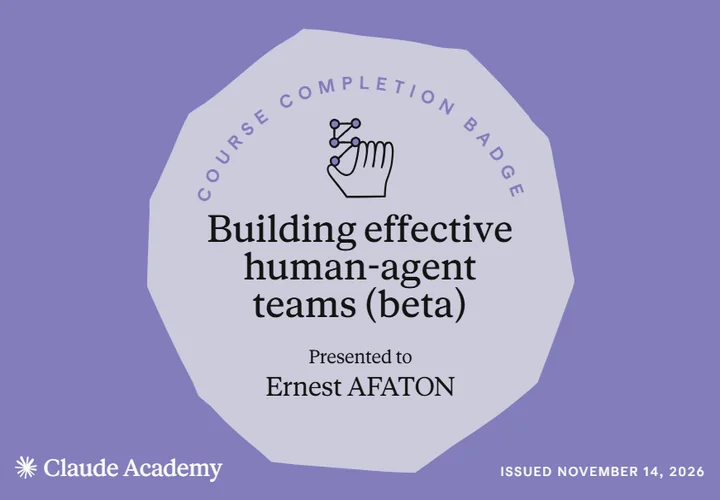 COURSE COMPLETION BADGE
Building effective
human-agent
teams (beta)
Presented to
Ernest AFATON
Claude Academy
ISSUED NOVEMBER 14, 2026